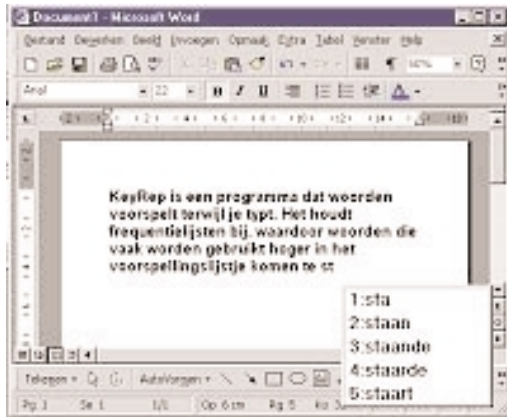 Document1 - Microsoft Word
Bestand Bewerken Beeld Invoegen Opmaak Extra Tabel Venster Help
Arial 22 B I U A
KeyRep is een programma dat woorden
voorspelt terwijl je typt. Het houdt
frequentielijsten bij, waardoor woorden die
vaak worden gebruikt hoger in het
voorspellingslijstje komen te st
1:sta
2:staan
3:staande
4:staarde
5:staart
Tekenen AutoVormen
Pg 1 Se 1 1/1 Op 6 cm Rg 5